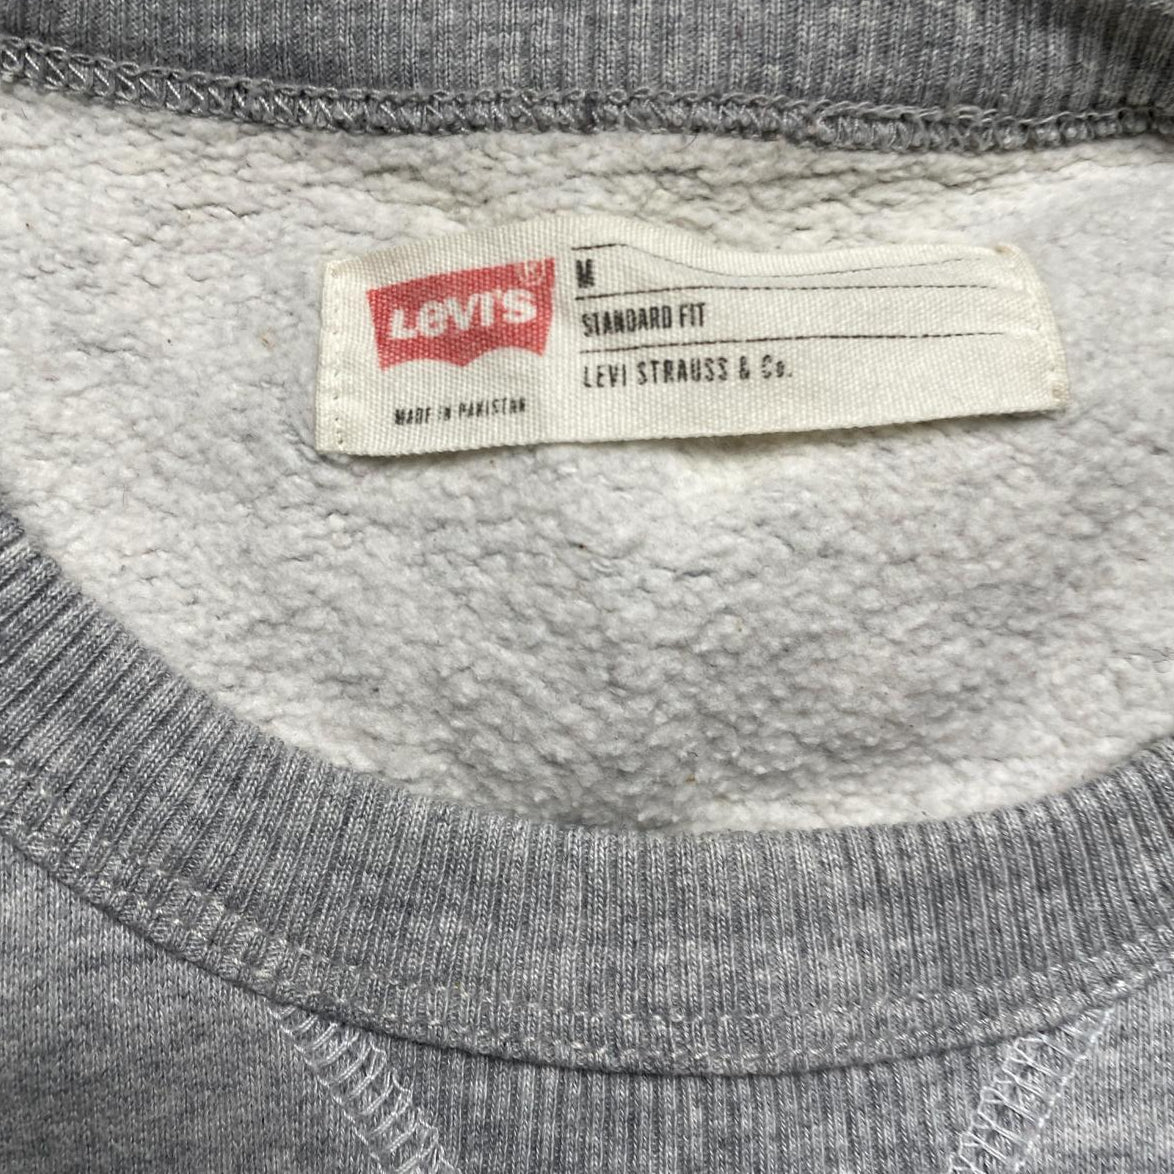 LEVI'S
M
STANDARD FIT
LEVI STRAUSS & Co.
MADE IN PAKISTAN